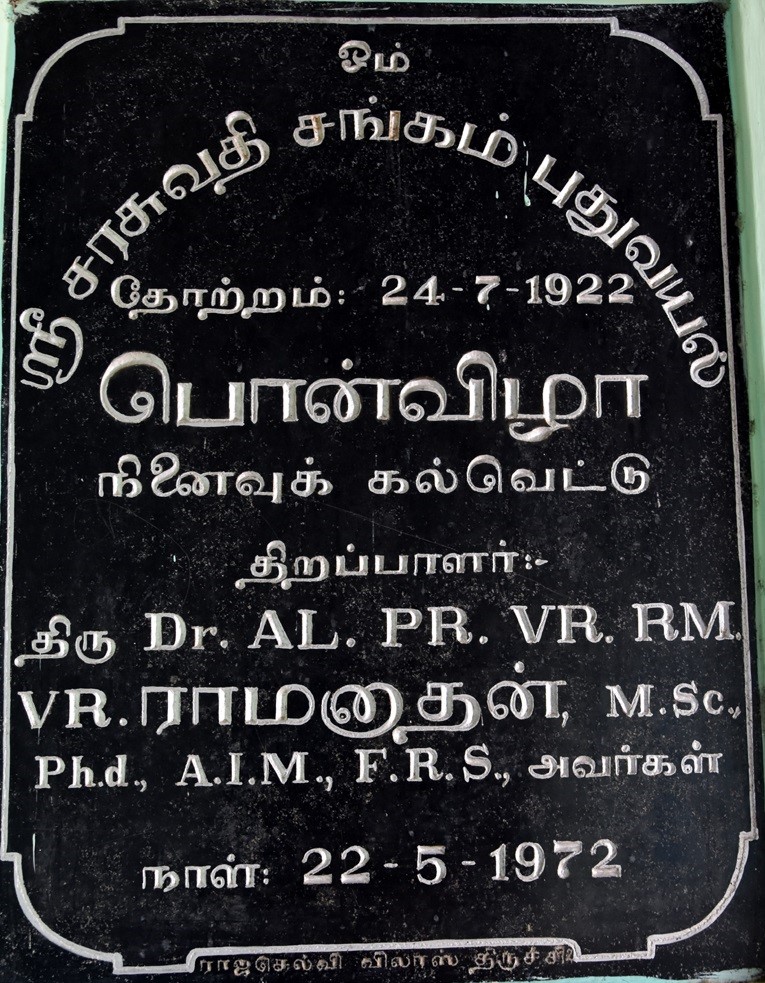 ஓம்
ஸ்ரீ சரசுவதி சங்கம் புதுவயல்
தோற்றம்: 24-7-1922
பொன்விழா
நினைவுக் கல்வெட்டு
திறப்பாளர்:-
திரு Dr. AL. PR. VR. RM.
VR. ராமனாதன், M.Sc.,
Ph.d., A.I.M., F.R.S., அவர்கள்
நாள்: 22-5-1972
ராஜசெல்வி விலாஸ் திருச்சி